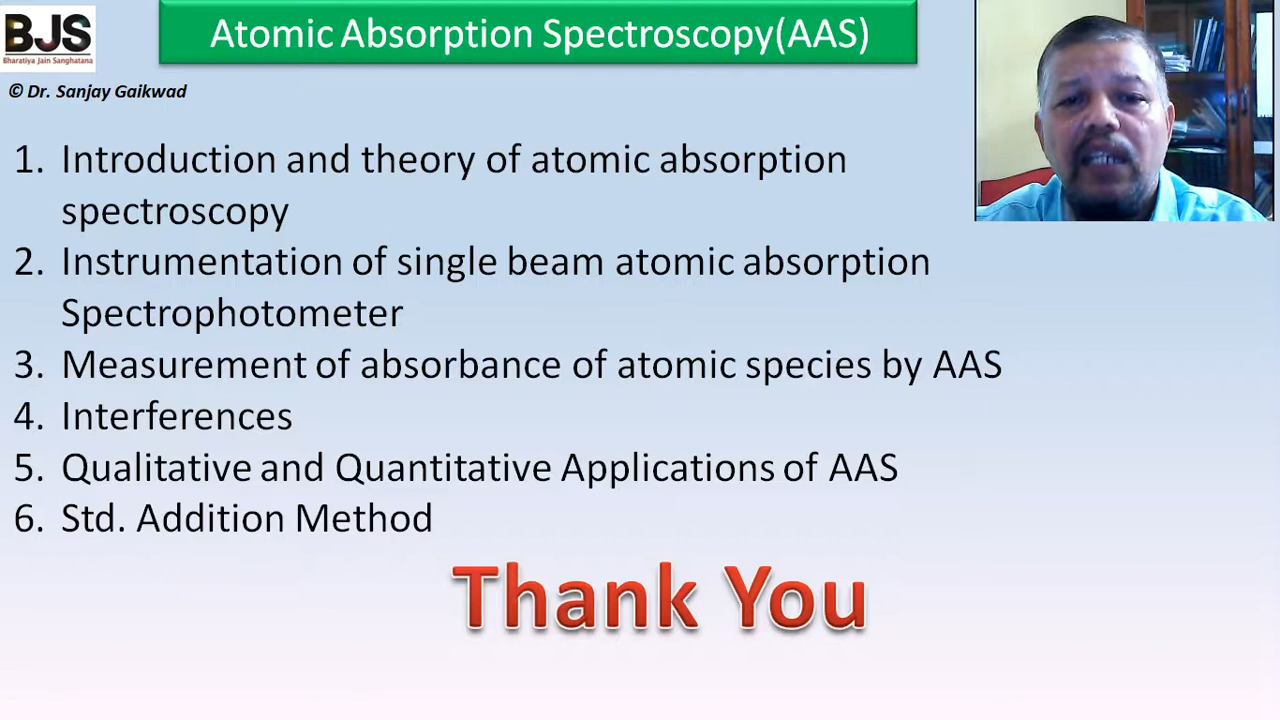 BJS
Bharatiya Jain Sanghatana
Atomic Absorption Spectroscopy(AAS)
© Dr. Sanjay Gaikwad
1. Introduction and theory of atomic absorption
spectroscopy
2. Instrumentation of single beam atomic absorption
Spectrophotometer
3. Measurement of absorbance of atomic species by AAS
4. Interferences
5. Qualitative and Quantitative Applications of AAS
6. Std. Addition Method
Thank You